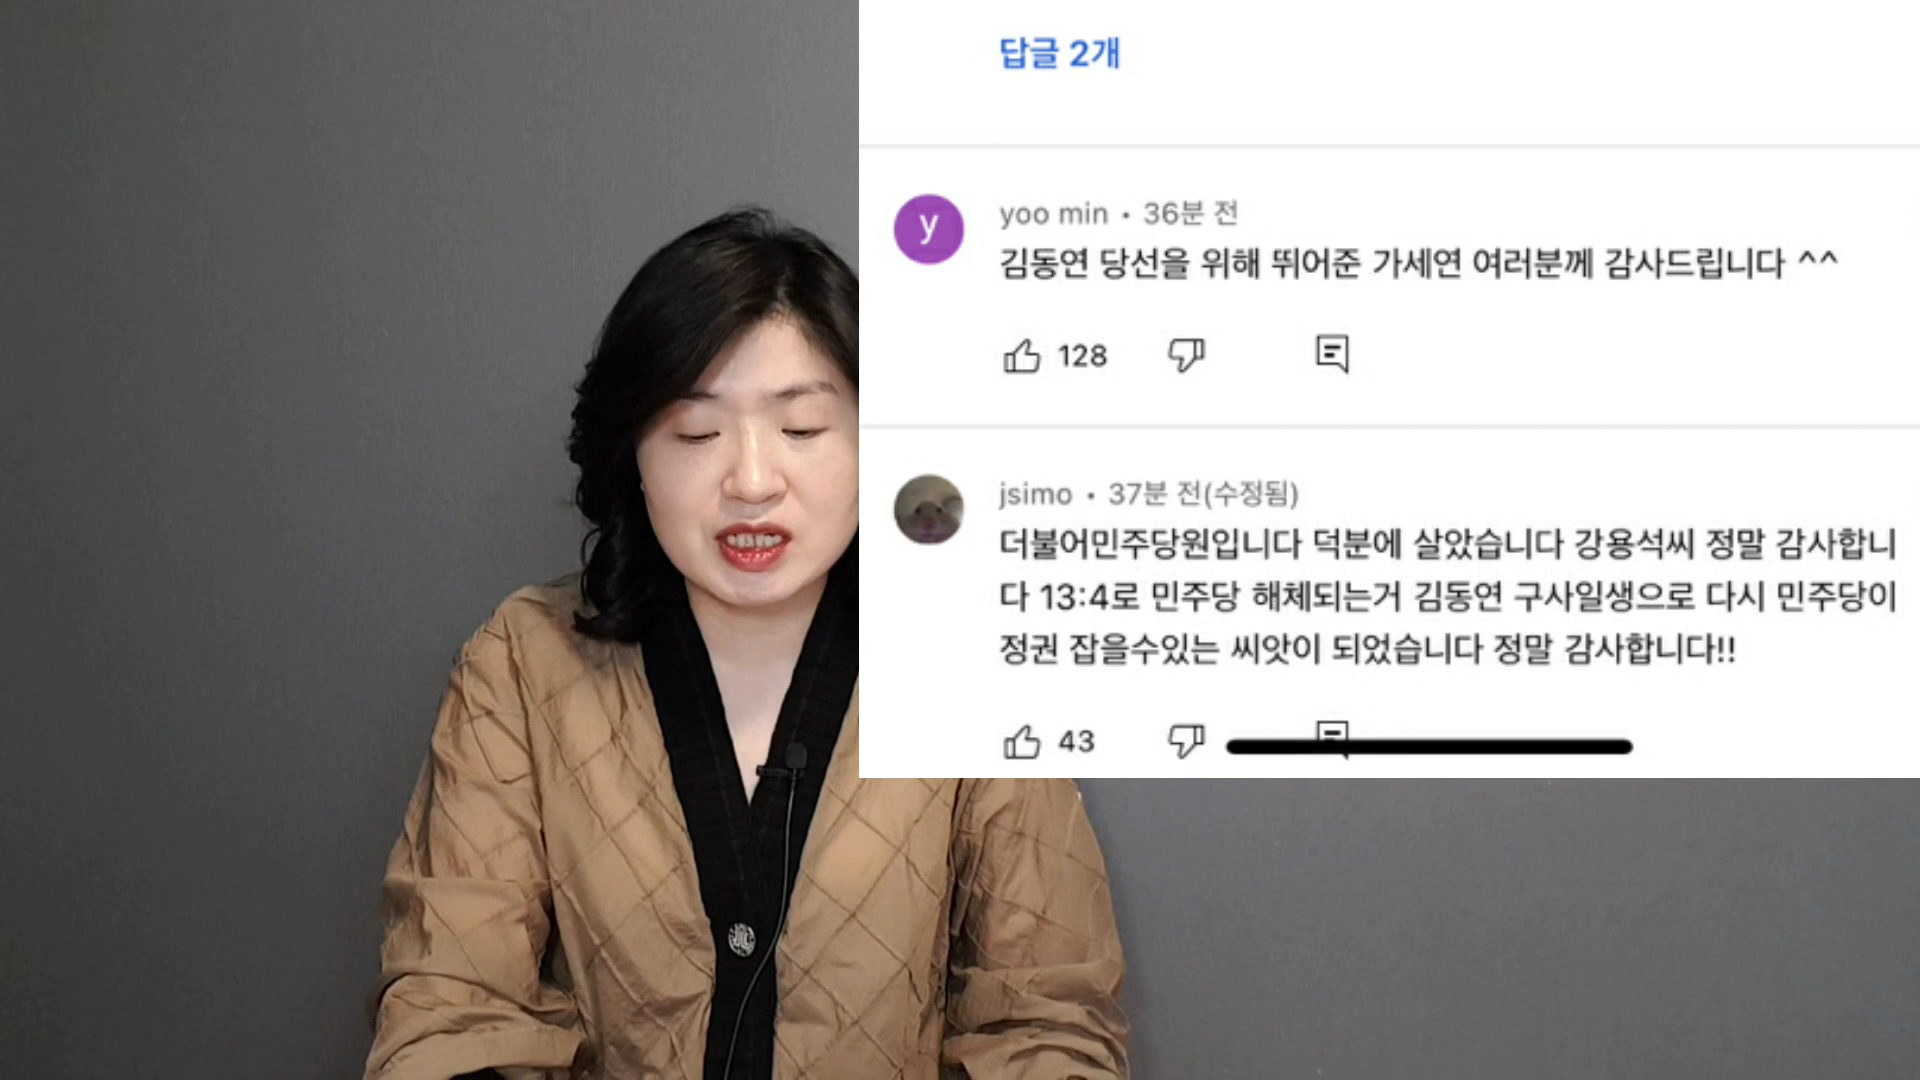 답글 2개
y
yoo min • 36분 전
김동연 당선을 위해 뛰어준 가세연 여러분께 감사드립니다 ^^
128
jsimo • 37분 전(수정됨)
더불어민주당원입니다 덕분에 살았습니다 강용석씨 정말 감사합니
다 13:4로 민주당 해체되는거 김동연 구사일생으로 다시 민주당이
정권 잡을수있는 씨앗이 되었습니다 정말 감사합니다!!
43